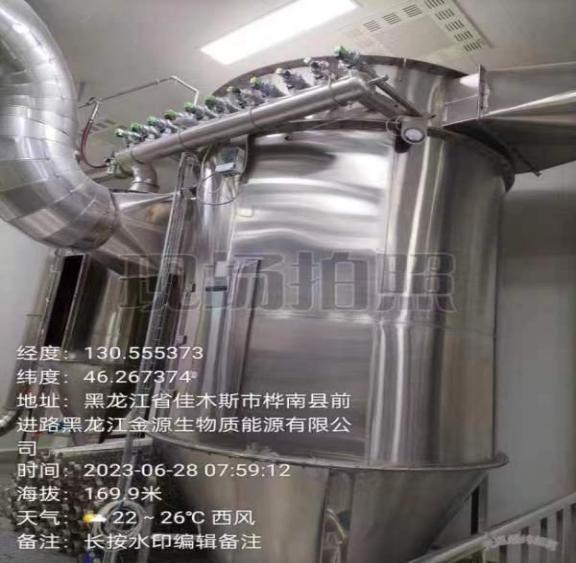 现场拍照
经度：130.555373
纬度：46.267374
地址：黑龙江省佳木斯市桦南县前
进路黑龙江金源生物质能源有限公
司
时间：2023-06-28 07:59:12
海拔：169.9米
天气：⛅ 22 ~ 26℃ 西风
备注：长按水印编辑备注